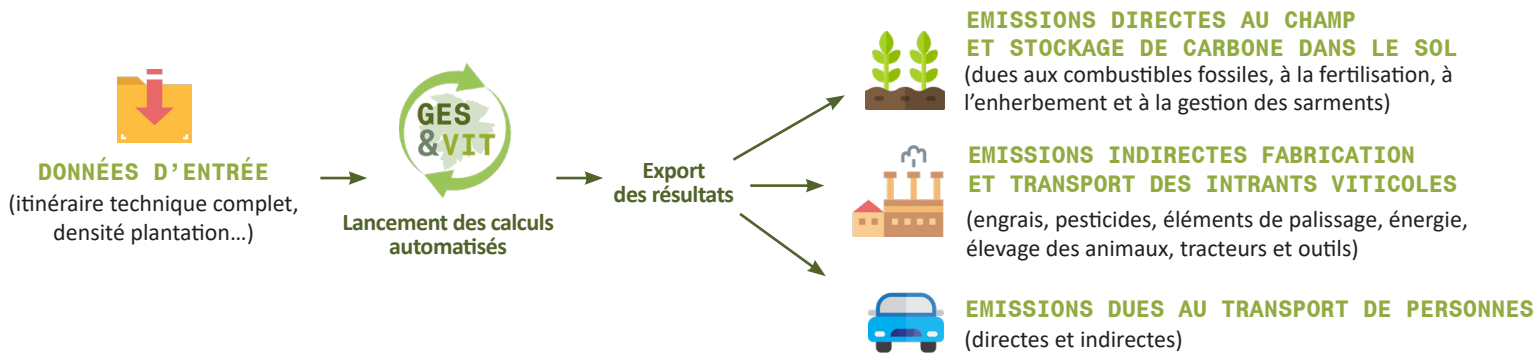 DONNÉES D'ENTRÉE
(itinéraire technique complet,
densité plantation…)
GES
&VIT
Lancement des calculs
automatisés
Export
des résultats
EMISSIONS DIRECTES AU CHAMP
ET STOCKAGE DE CARBONE DANS LE SOL
(dues aux combustibles fossiles, à la fertilisation, à
l'enherbement et à la gestion des sarments)
EMISSIONS INDIRECTES FABRICATION
ET TRANSPORT DES INTRANTS VITICOLES
(engrais, pesticides, éléments de palissage, énergie,
élevage des animaux, tracteurs et outils)
EMISSIONS DUES AU TRANSPORT DE PERSONNES
(directes et indirectes)